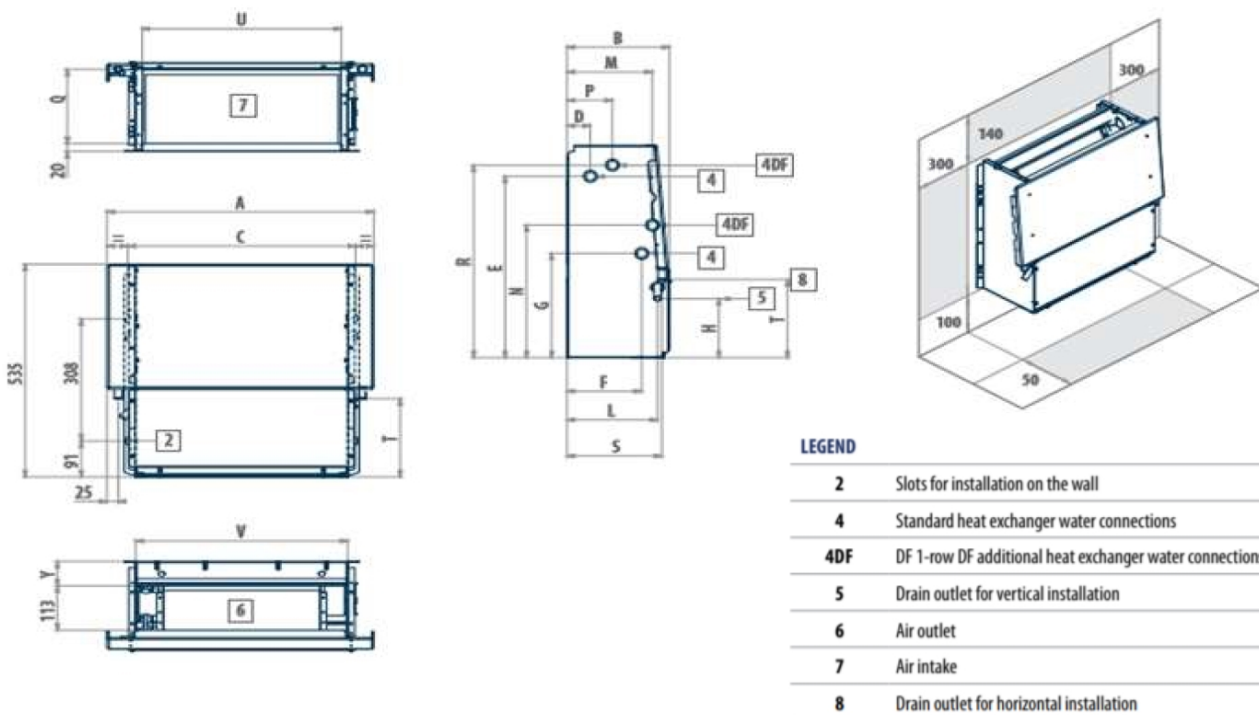 U
Q
7
20
A
=
C
=
535
308
2
91
25
T
V
Y
113
6
B
M
P
D
4DF
4
4DF
4
8
5
R
E
N
G
H
T
F
L
S
300
140
300
100
50
LEGEND
2 Slots for installation on the wall
4 Standard heat exchanger water connections
4DF DF 1-row DF additional heat exchanger water connections
5 Drain outlet for vertical installation
6 Air outlet
7 Air intake
8 Drain outlet for horizontal installation